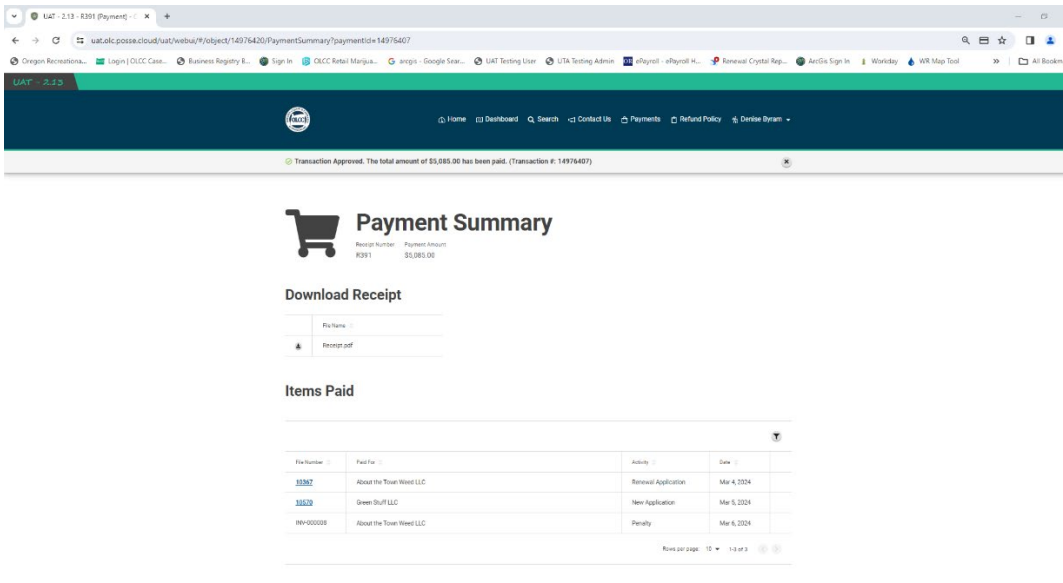 UAT - 2.13 - R391 (Payment) - C
uat.olc.posse.cloud/uat/webui/#/object/14976420/PaymentSummary?paymentId=14976407
Oregon Recreationa... Login | OLCC Case... Business Registry B... Sign In OLCC Retail Marijua... arcgis - Google Sear... UAT Testing User UTA Testing Admin ePayroll - ePayroll H... Renewal Crystal Rep... ArcGis Sign In Workday WR Map Tool » All Bookm
UAT - 2.13
OLCC Home Dashboard Search Contact Us Payments Refund Policy Denise Byram
Transaction Approved. The total amount of $5,085.00 has been paid. (Transaction #: 14976407)
Payment Summary
Receipt Number Payment Amount
R391 $5,085.00
Download Receipt
File Name
Receipt.pdf
Items Paid
File Number Paid For Activity Date
10367 About the Town Weed LLC Renewal Application Mar 4, 2024
10570 Green Stuff LLC New Application Mar 5, 2024
INV-000008 About the Town Weed LLC Penalty Mar 6, 2024
Rows per page: 10 1-3 of 3